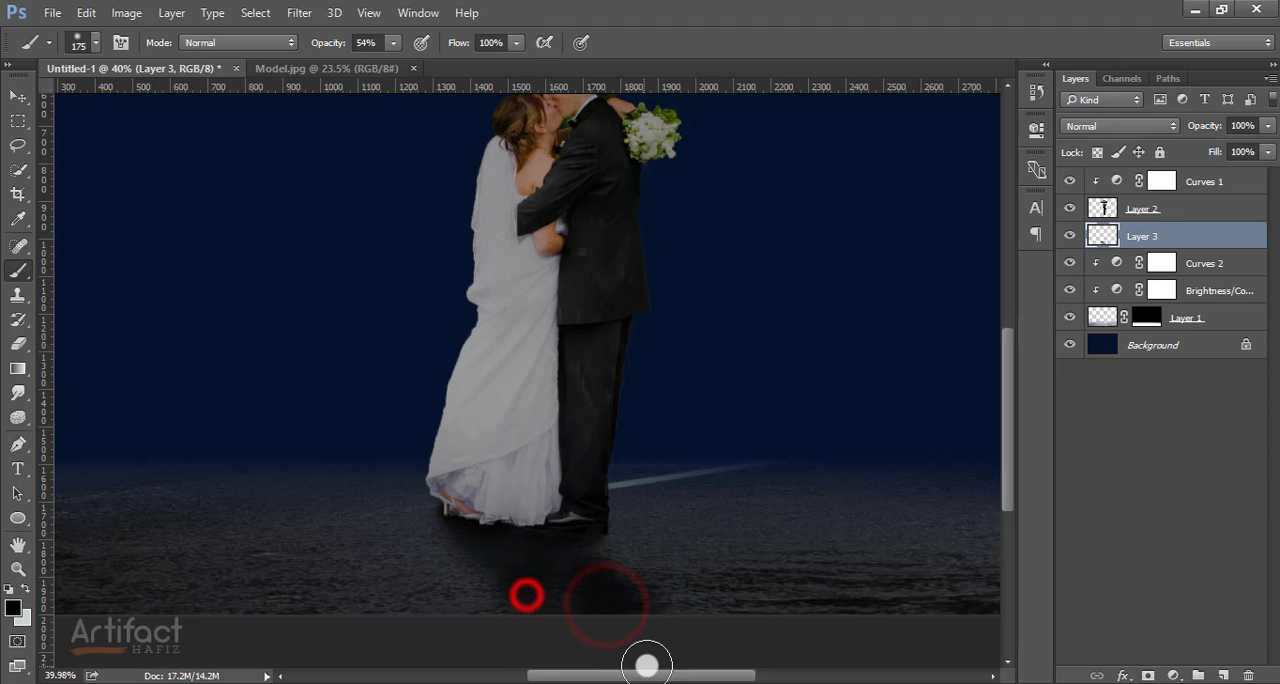 Ps File Edit Image Layer Type Select Filter 3D View Window Help
175 Mode: Normal Opacity: 54% Flow: 100% Essentials
Untitled-1 @ 40% (Layer 3, RGB/8) * × Model.jpg @ 23.5% (RGB/8#) ×
Layers Channels Paths
300 400 500 600 700 800 900 1000 1100 1200 1300 1400 1500 1600 1700 1800 1900 2000 2100 2200 2300 2400 2500 2600 2700
Kind
Normal Opacity: 100%
Lock: Fill: 100%
Curves 1
Layer 2
Layer 3
Curves 2
Brightness/Co...
Layer 1
Background
Artifact
HAFIZ
39.98% Doc: 17.2M/14.2M